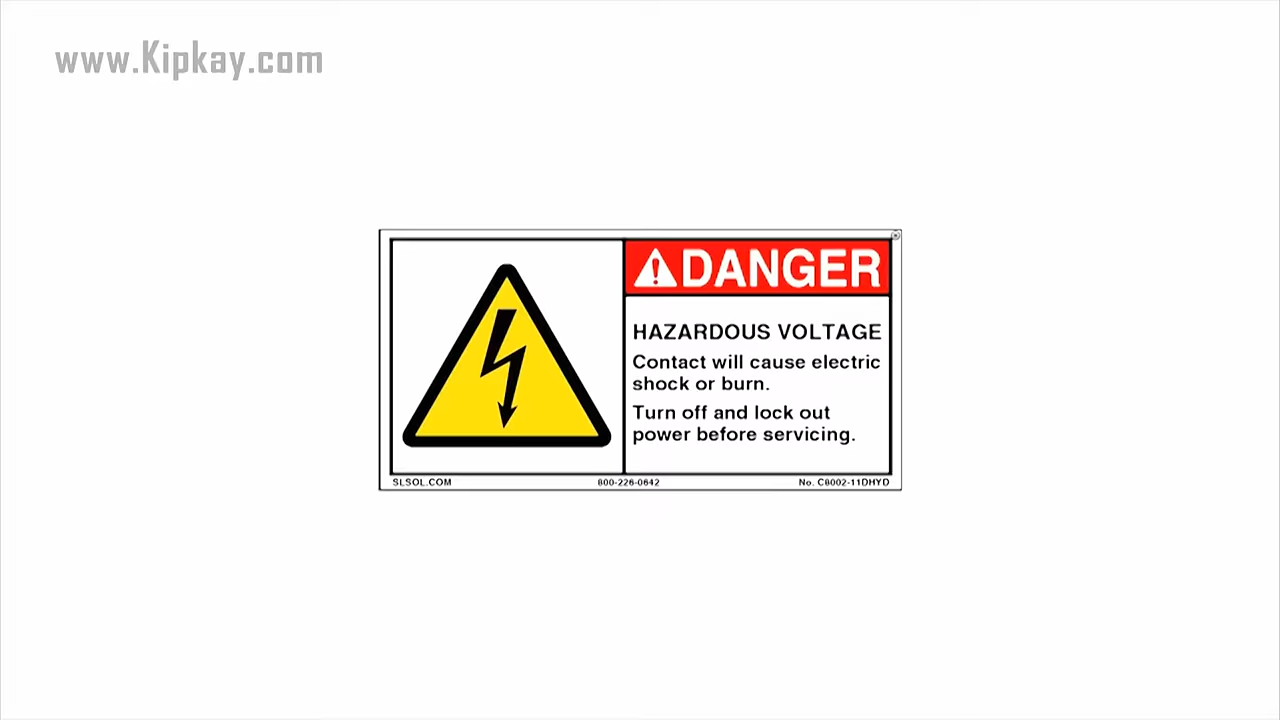 www.Kipkay.com
DANGER
HAZARDOUS VOLTAGE
Contact will cause electric
shock or burn.
Turn off and lock out
power before servicing.
SLSOL.COM 800-226-0642 No. C8002-11DHYD